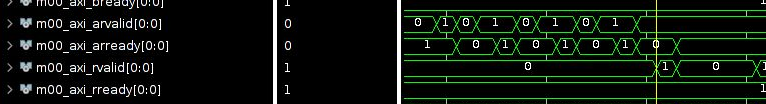 m00_axi_bready[0:0] 1
m00_axi_arvalid[0:0] 0 0 1 0 1 0 1 0 1
m00_axi_arready[0:0] 0 1 0 1 0 1 0 1 0
m00_axi_rvalid[0:0] 1 0 1 0 1
m00_axi_rready[0:0] 1 1